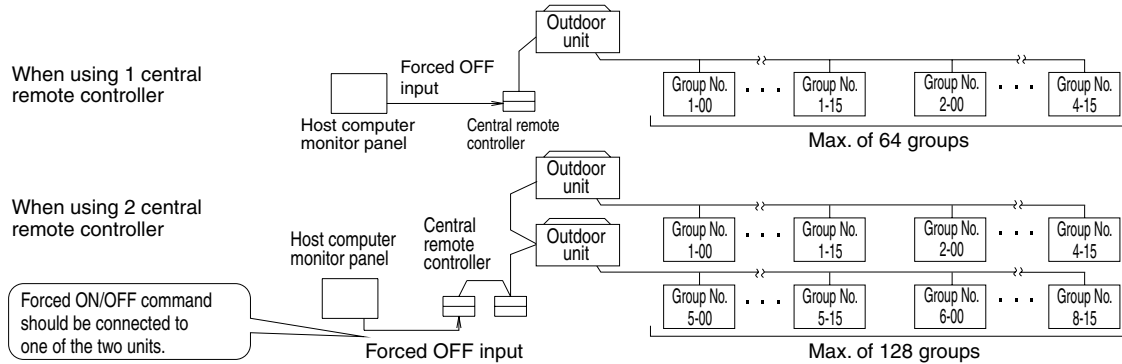 When using 1 central
remote controller
Forced OFF
input
Host computer
monitor panel
Central remote
controller
Outdoor
unit
Group No.
1-00
Group No.
1-15
Group No.
2-00
Group No.
4-15
Max. of 64 groups
When using 2 central
remote controller
Host computer
monitor panel
Central
remote
controller
Forced ON/OFF command
should be connected to
one of the two units.
Forced OFF input
Outdoor
unit
Outdoor
unit
Group No.
1-00
Group No.
1-15
Group No.
2-00
Group No.
4-15
Group No.
5-00
Group No.
5-15
Group No.
6-00
Group No.
8-15
Max. of 128 groups